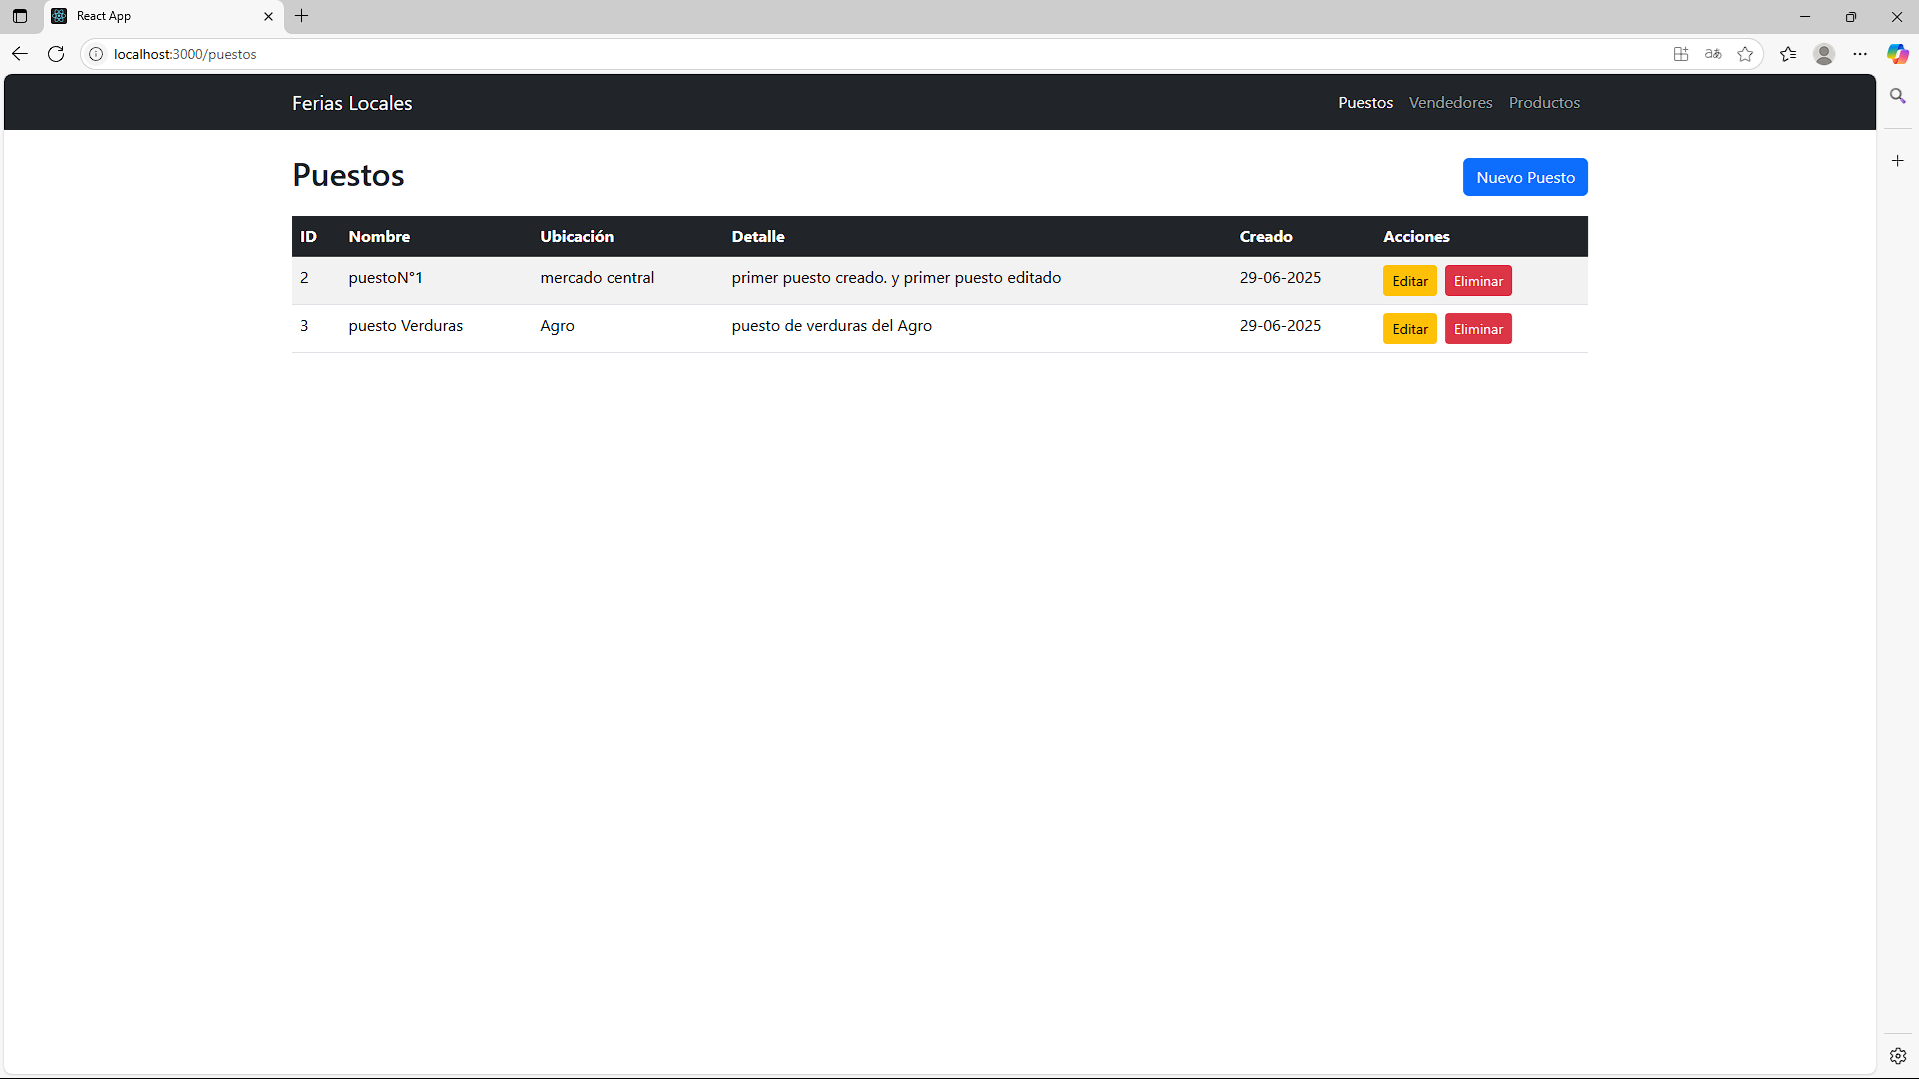 React App
localhost:3000/puestos
Ferias Locales
Puestos Vendedores Productos
Puestos
Nuevo Puesto
ID Nombre Ubicación Detalle Creado Acciones
2 puestoN°1 mercado central primer puesto creado. y primer puesto editado 29-06-2025 Editar Eliminar
3 puesto Verduras Agro puesto de verduras del Agro 29-06-2025 Editar Eliminar